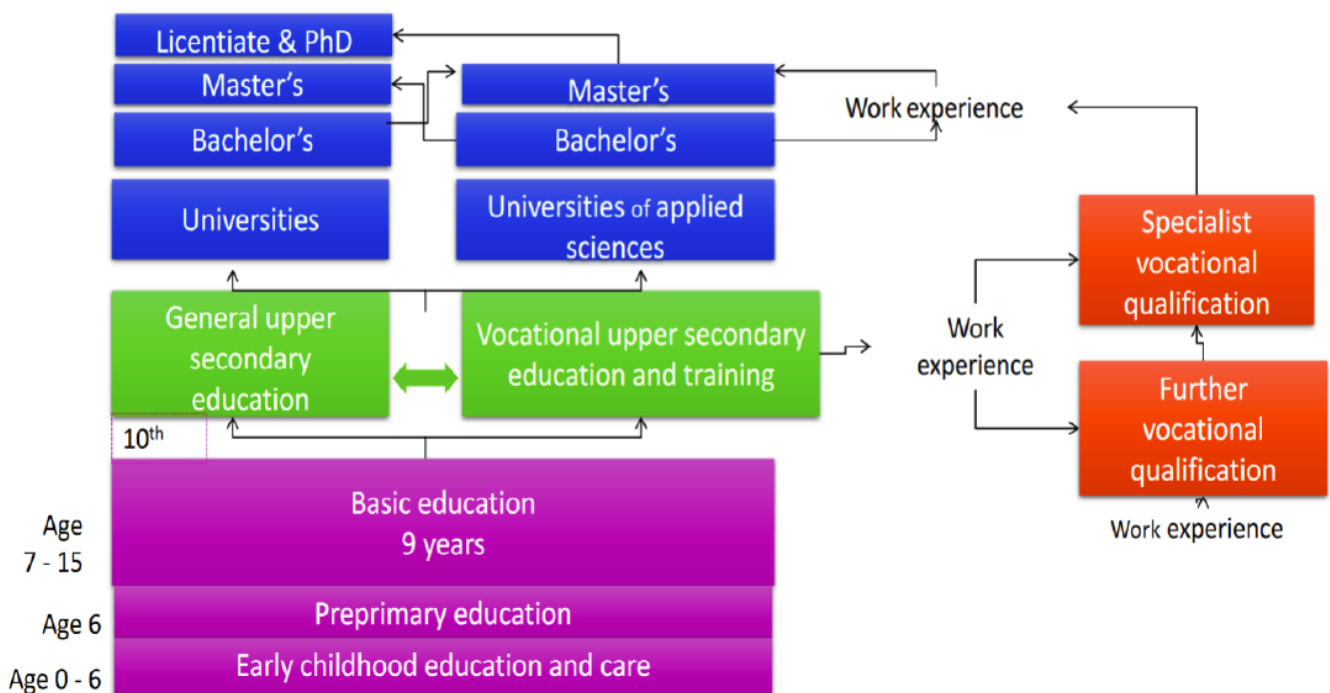 Licentiate & PhD
Master's
Bachelor's
Universities
Master's
Bachelor's
Universities of applied
sciences
Work experience
General upper
secondary
education
Vocational upper secondary
education and training
Work
experience
Specialist
vocational
qualification
Further
vocational
qualification
Work experience
10th
Basic education
9 years
Age
7 - 15
Preprimary education
Age 6
Early childhood education and care
Age 0 - 6